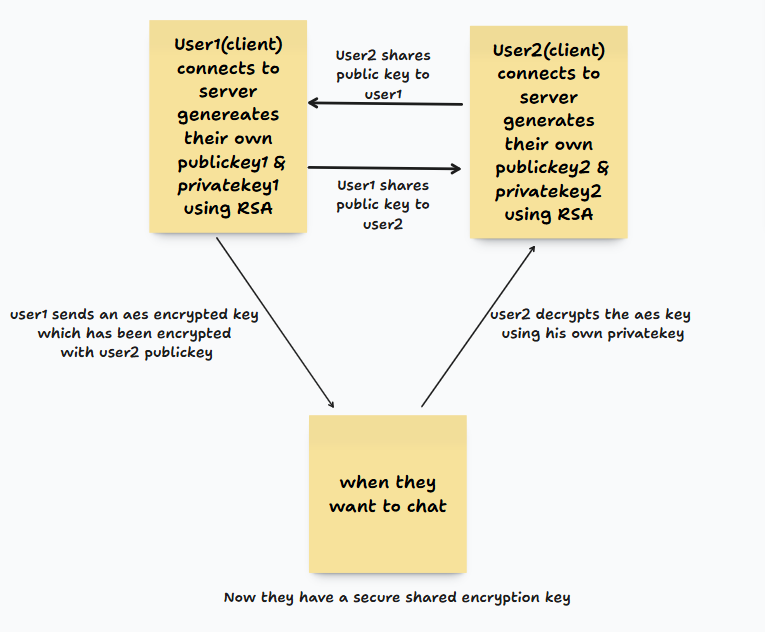 User1(client)
connects to
server
genereates
their own
publickey1 &
privatekey1
using RSA
User2 shares
public key to
user1
User1 shares
public key to
user2
User2(client)
connects to
server
generates
their own
publickey2 &
privatekey2
using RSA
user1 sends an aes encrypted key
which has been encrypted
with user2 publickey
user2 decrypts the aes key
using his own privatekey
when they
want to chat
Now they have a secure shared encryption key